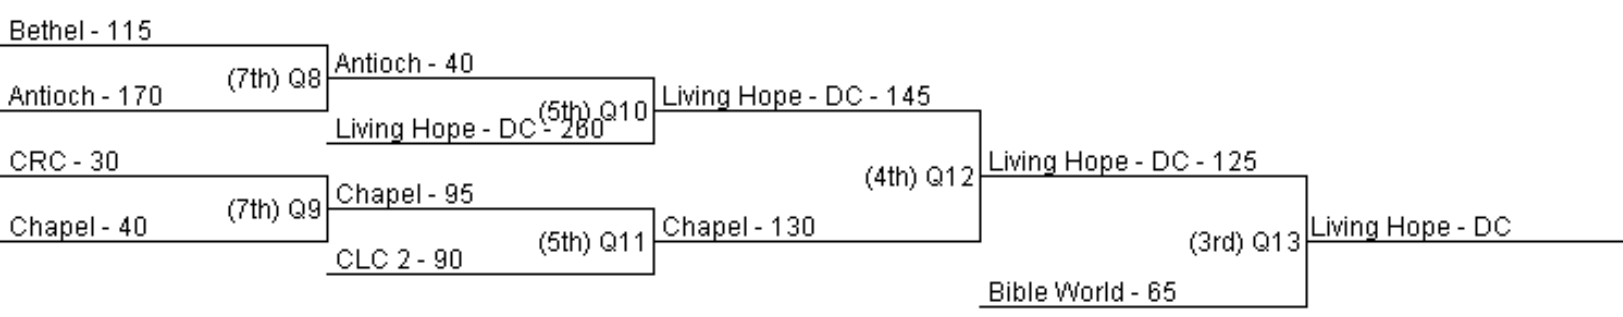 Bethel - 115
(7th) Q8
Antioch - 170
Antioch - 40
(5th) Q10
Living Hope - DC - 260
Living Hope - DC - 145
CRC - 30
(7th) Q9
Chapel - 40
Chapel - 95
(5th) Q11
CLC 2 - 90
Chapel - 130
(4th) Q12
Living Hope - DC - 125
(3rd) Q13
Bible World - 65
Living Hope - DC